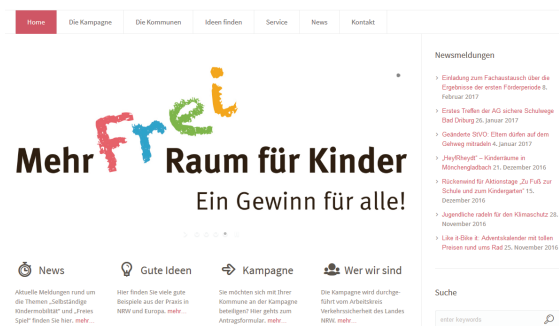 Home Die Kampagne Die Kommunen Ideen finden Service News Kontakt
Mehr Frei Raum für Kinder
Ein Gewinn für alle!
News
Aktuelle Meldungen rund um
die Themen „Selbständige
Kindermobilität" und „Freies
Spiel" finden Sie hier. mehr...
Gute Ideen
Hier finden Sie viele gute
Beispiele aus der Praxis in
NRW und Europa. mehr...
Kampagne
Sie möchten sich mit Ihrer
Kommune an der Kampagne
beteiligen? Hier gehts zum
Antragsformular. mehr...
Wer wir sind
Die Kampagne wird durchge-
führt vom Arbeitskreis
Verkehrssicherheit des Landes
NRW. mehr...
Newsmeldungen
Einladung zum Fachaustausch über die
Ergebnisse der ersten Förderperiode 8.
Februar 2017
Erstes Treffen der AG sichere Schulwege
Bad Driburg 26. Januar 2017
Geänderte StVO: Eltern dürfen auf dem
Gehweg mitradeln 4. Januar 2017
„Hey!Rheydt" – Kinderräume in
Mönchengladbach 21. Dezember 2016
Rückenwind für Aktionstage „Zu Fuß zur
Schule und zum Kindergarten" 15.
Dezember 2016
Jugendliche radeln für den Klimaschutz 28.
November 2016
Like it-Bike it: Adventskalender mit tollen
Preisen rund ums Rad 25. November 2016
Suche
enter keywords